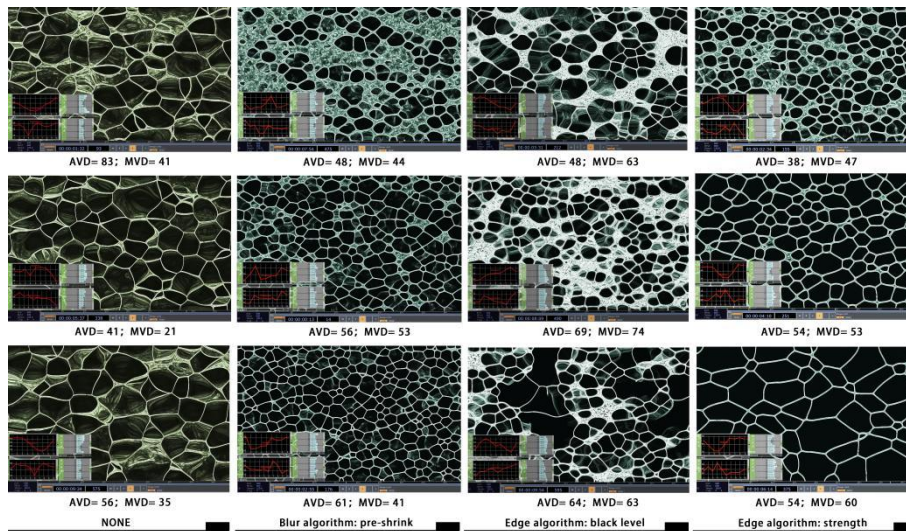 AVD= 83; MVD= 41
AVD= 48; MVD= 44
AVD= 48; MVD= 63
AVD= 38; MVD= 47
AVD= 41; MVD= 21
AVD= 56; MVD= 53
AVD= 69; MVD= 74
AVD= 54; MVD= 53
AVD= 56; MVD= 35
AVD= 61; MVD= 41
AVD= 64; MVD= 63
AVD= 54; MVD= 60
NONE
Blur algorithm: pre-shrink
Edge algorithm: black level
Edge algorithm: strength